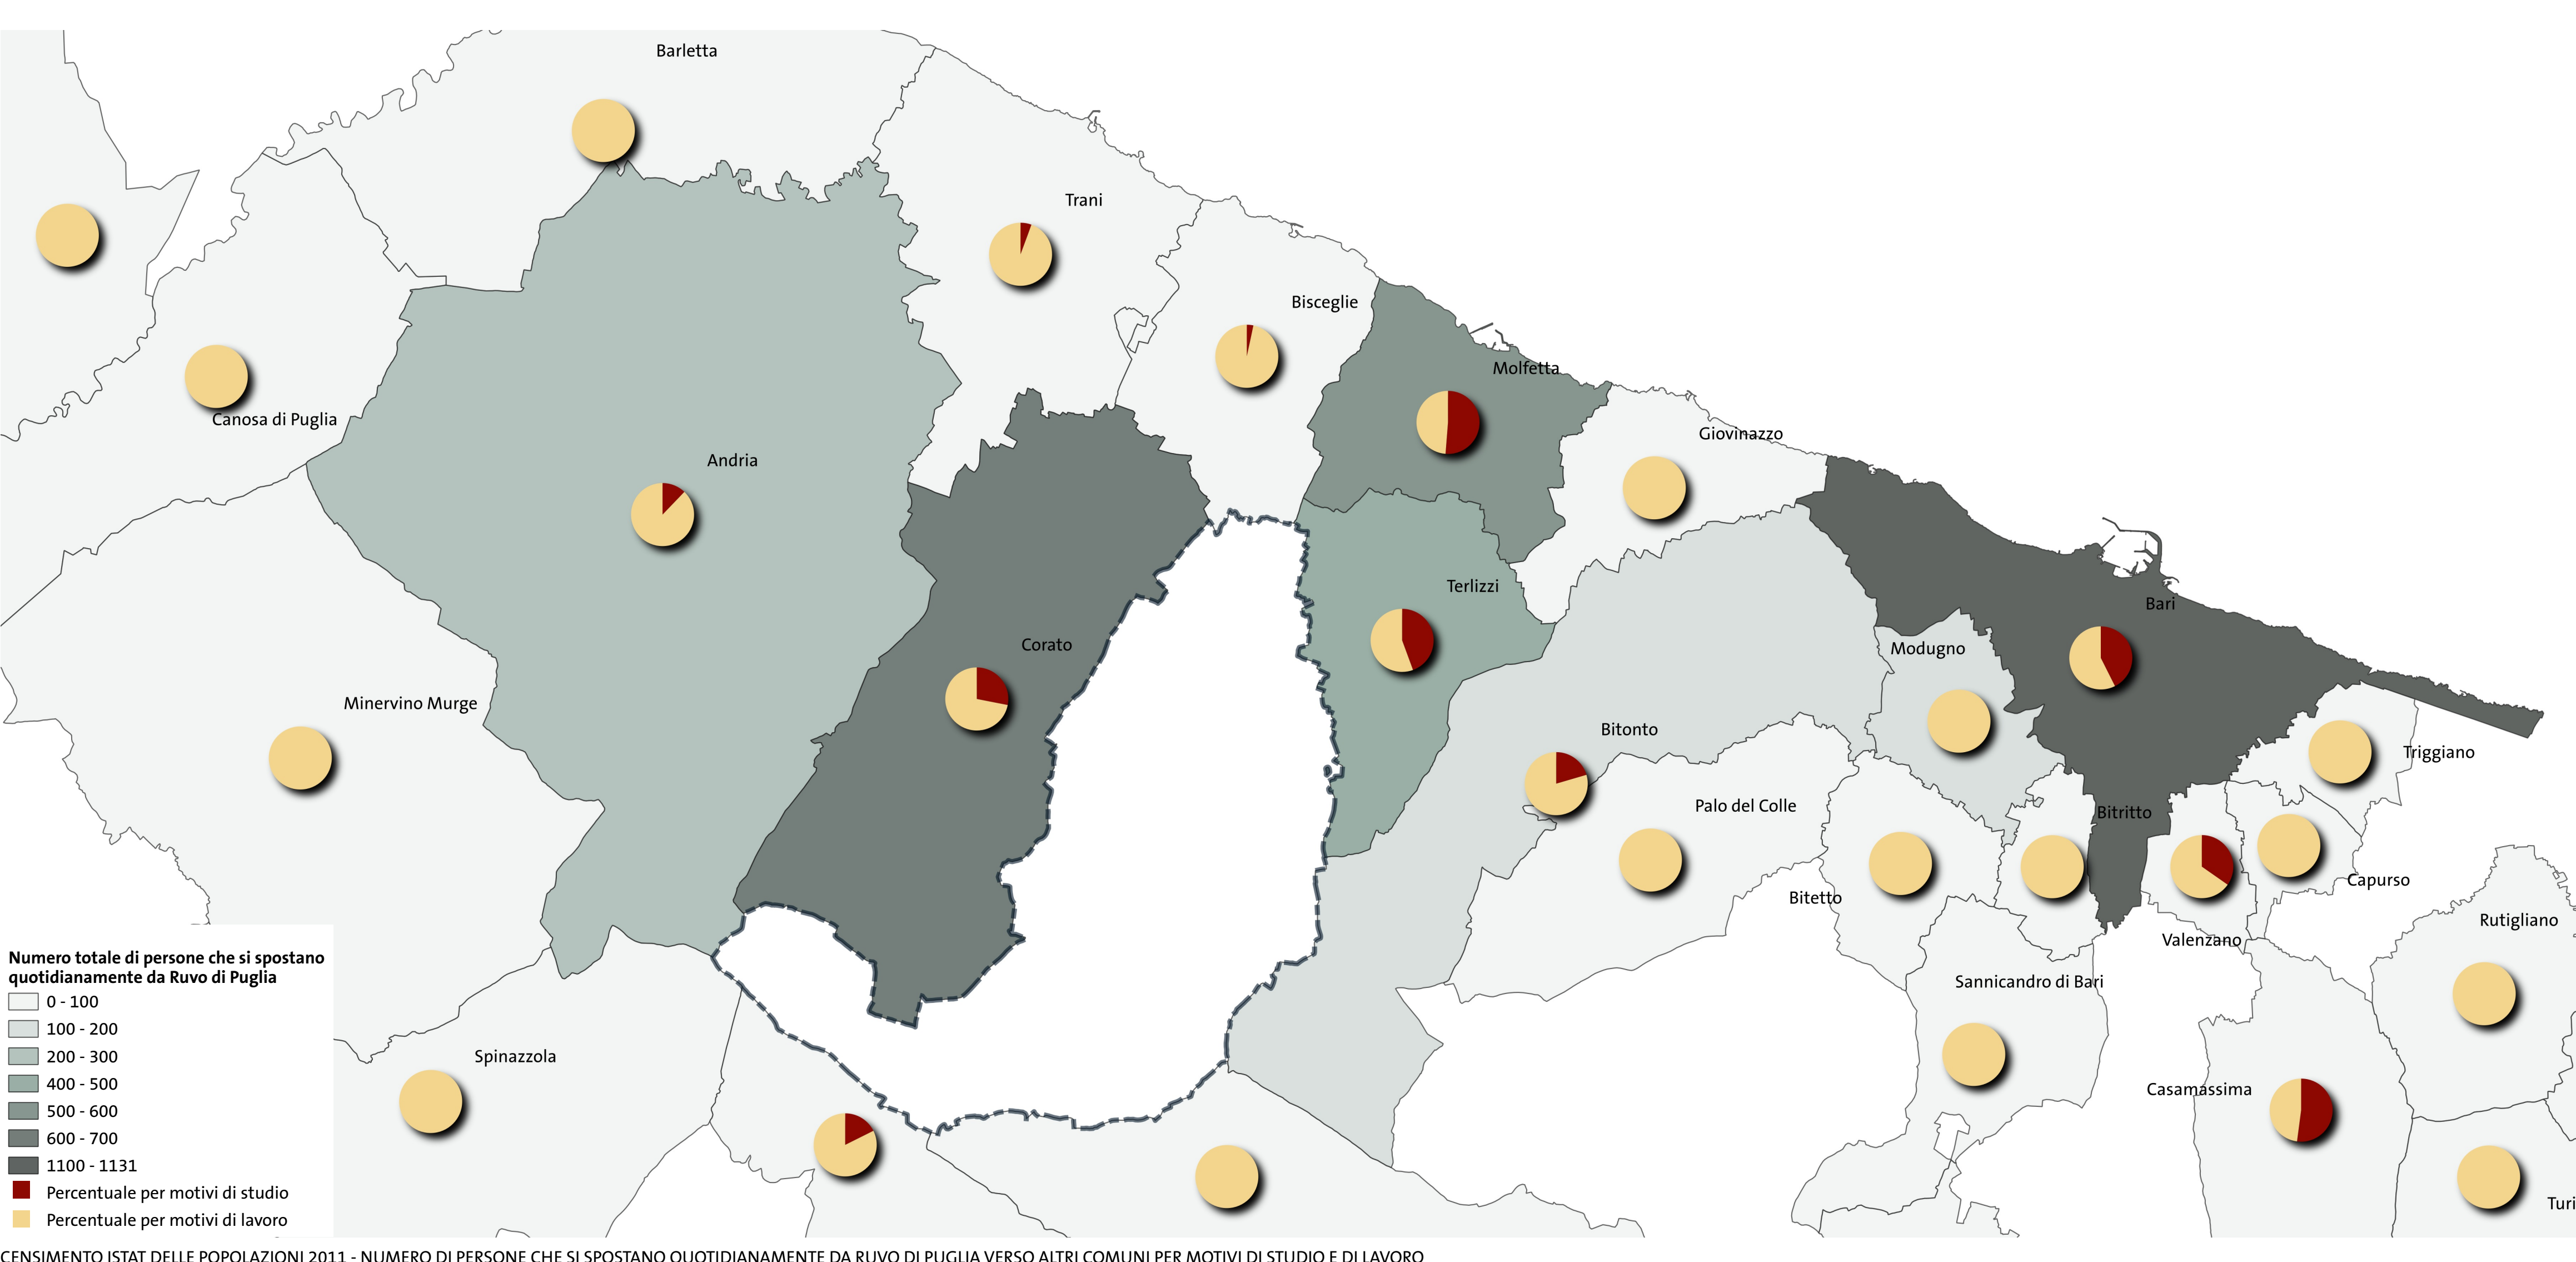 Barletta
Trani
Bisceglie
Molfetta
Canosa di Puglia
Giovinazzo
Andria
Terlizzi
Bari
Corato
Modugno
Minervino Murge
Bitonto
Triggiano
Palo del Colle
Bitritto
Capurso
Bitetto
Rutigliano
Valenzano
Sannicandro di Bari
Spinazzola
Casamassima
Turi
Numero totale di persone che si spostano
quotidianamente da Ruvo di Puglia
0 - 100
100 - 200
200 - 300
400 - 500
500 - 600
600 - 700
1100 - 1131
Percentuale per motivi di studio
Percentuale per motivi di lavoro
CENSIMENTO ISTAT DELLE POPOLAZIONI 2011 - NUMERO DI PERSONE CHE SI SPOSTANO QUOTIDIANAMENTE DA RUVO DI PUGLIA VERSO ALTRI COMUNI PER MOTIVI DI STUDIO E DI LAVORO